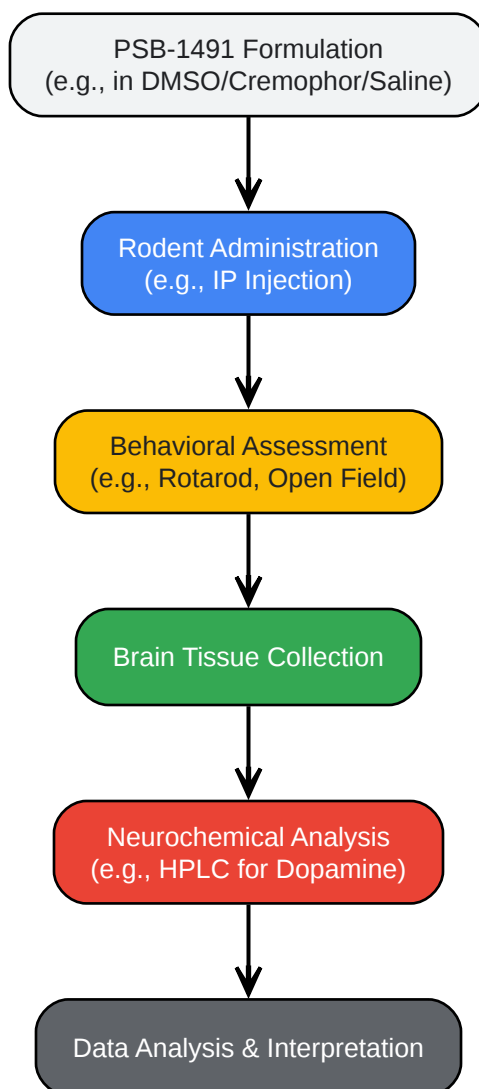 PSB-1491 Formulation
(e.g., in DMSO/Cremophor/Saline)
Rodent Administration
(e.g., IP Injection)
Behavioral Assessment
(e.g., Rotarod, Open Field)
Brain Tissue Collection
Neurochemical Analysis
(e.g., HPLC for Dopamine)
Data Analysis & Interpretation